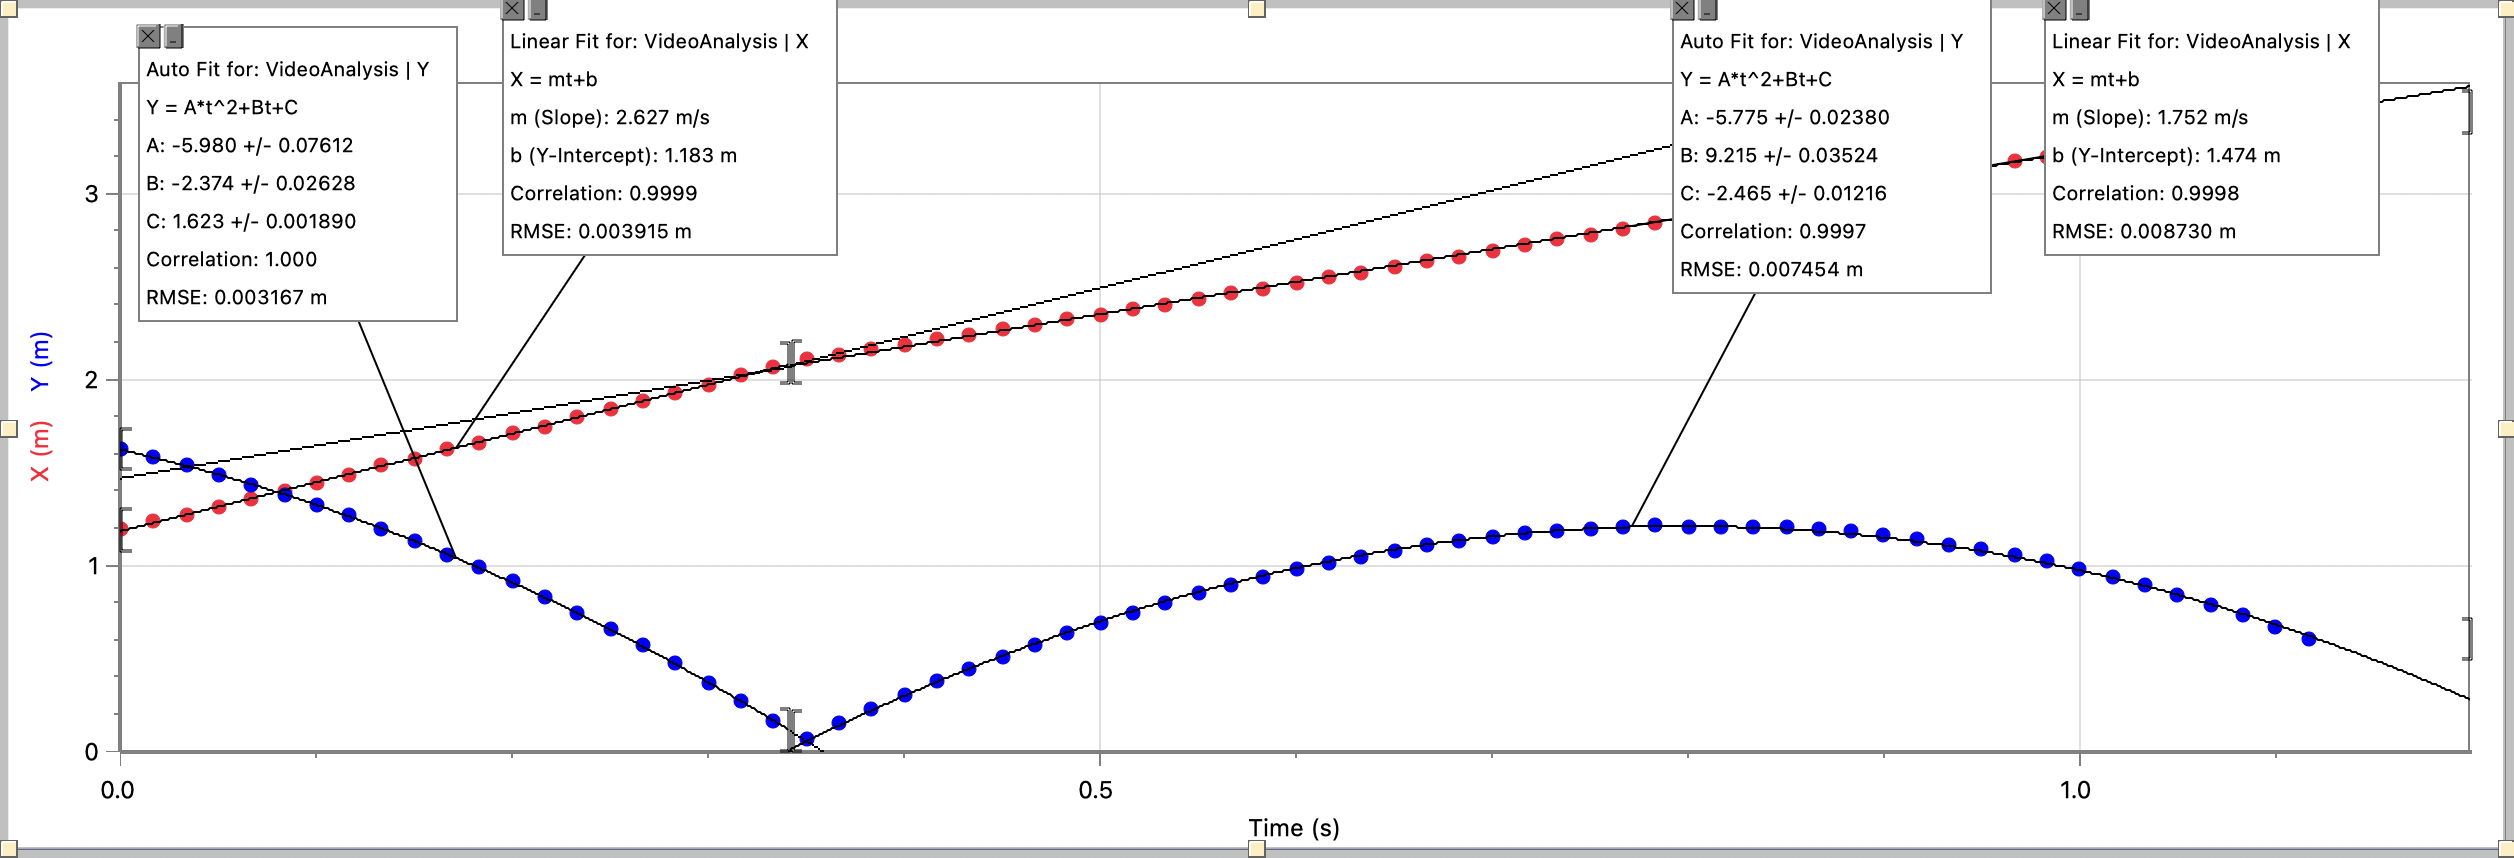 Auto Fit for: VideoAnalysis | Y
Y = A*t^2+Bt+C
A: -5.980 +/- 0.07612
B: -2.374 +/- 0.02628
C: 1.623 +/- 0.001890
Correlation: 1.000
RMSE: 0.003167 m
Linear Fit for: VideoAnalysis | X
X = mt+b
m (Slope): 2.627 m/s
b (Y-Intercept): 1.183 m
Correlation: 0.9999
RMSE: 0.003915 m
Auto Fit for: VideoAnalysis | Y
Y = A*t^2+Bt+C
A: -5.775 +/- 0.02380
B: 9.215 +/- 0.03524
C: -2.465 +/- 0.01216
Correlation: 0.9997
RMSE: 0.007454 m
Linear Fit for: VideoAnalysis | X
X = mt+b
m (Slope): 1.752 m/s
b (Y-Intercept): 1.474 m
Correlation: 0.9998
RMSE: 0.008730 m
X (m) Y (m)
3
2
1
0
0.0 0.5 1.0
Time (s)